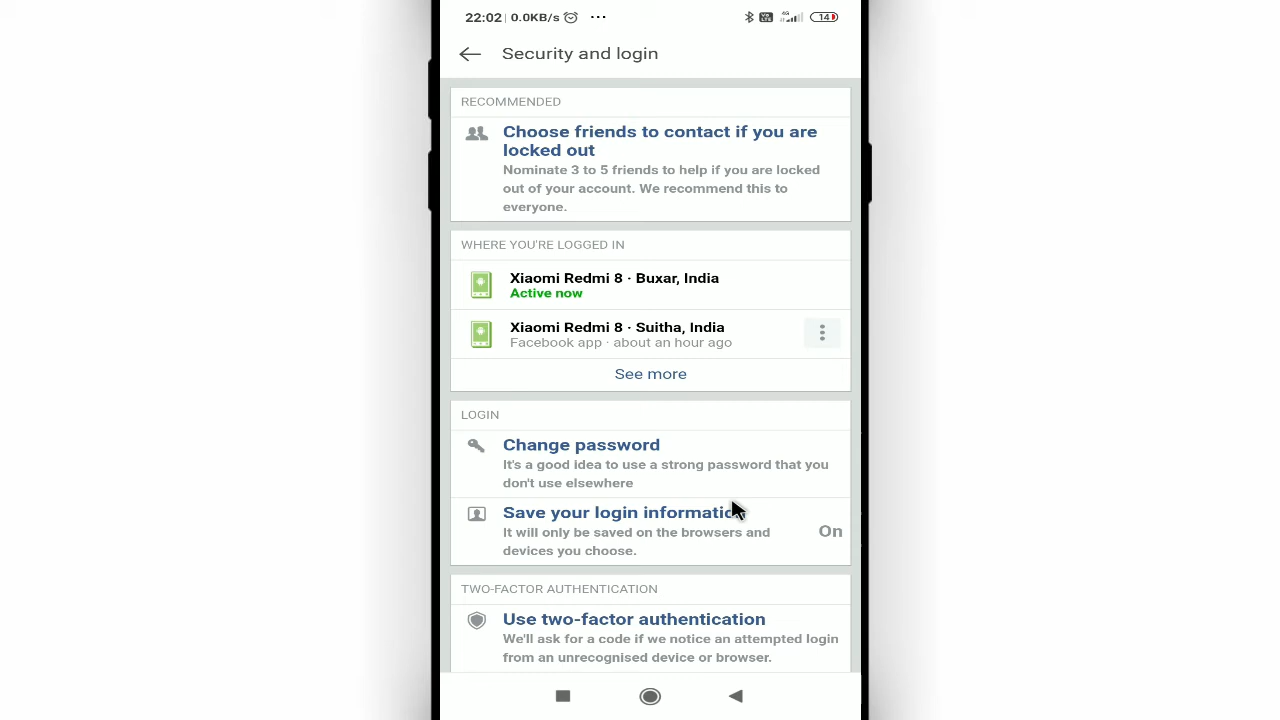 22:02 0.0KB/s ...
14
Security and login
RECOMMENDED
Choose friends to contact if you are
locked out
Nominate 3 to 5 friends to help if you are locked
out of your account. We recommend this to
everyone.
WHERE YOU'RE LOGGED IN
Xiaomi Redmi 8 · Buxar, India
Active now
Xiaomi Redmi 8 · Suitha, India
Facebook app · about an hour ago
See more
LOGIN
Change password
It's a good idea to use a strong password that you
don't use elsewhere
Save your login information
It will only be saved on the browsers and
devices you choose.
On
TWO-FACTOR AUTHENTICATION
Use two-factor authentication
We'll ask for a code if we notice an attempted login
from an unrecognised device or browser.